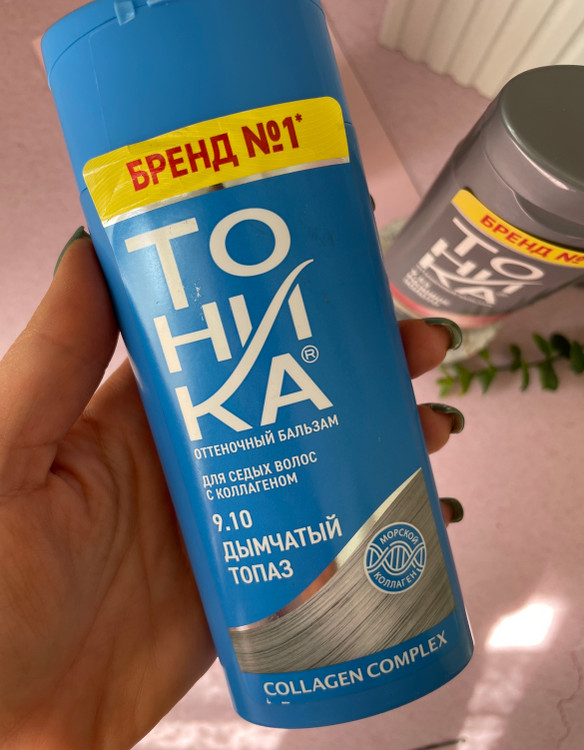 БРЕНД №1*
ТО
НИ
КА®
ОТТЕНОЧНЫЙ БАЛЬЗАМ
ДЛЯ СЕДЫХ ВОЛОС
С КОЛЛАГЕНОМ
9.10
ДЫМЧАТЫЙ
ТОПАЗ
МОРСКОЙ
КОЛЛАГЕН
COLLAGEN COMPLEX
БРЕНД №
ТО
НИ
КА